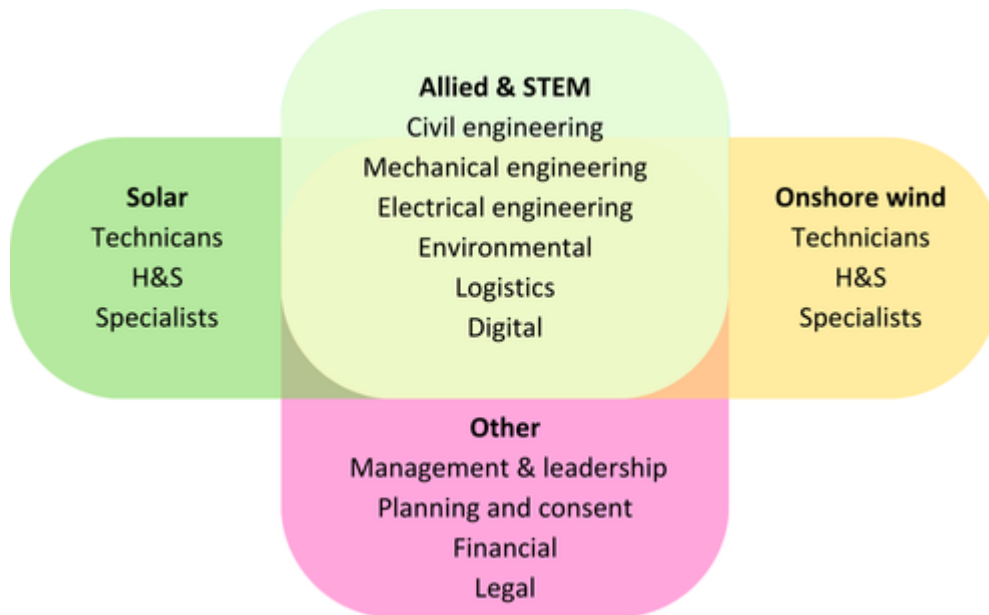 Allied & STEM
Civil engineering
Mechanical engineering
Electrical engineering
Environmental
Logistics
Digital
Solar
Technicans
H&S
Specialists
Onshore wind
Technicians
H&S
Specialists
Other
Management & leadership
Planning and consent
Financial
Legal